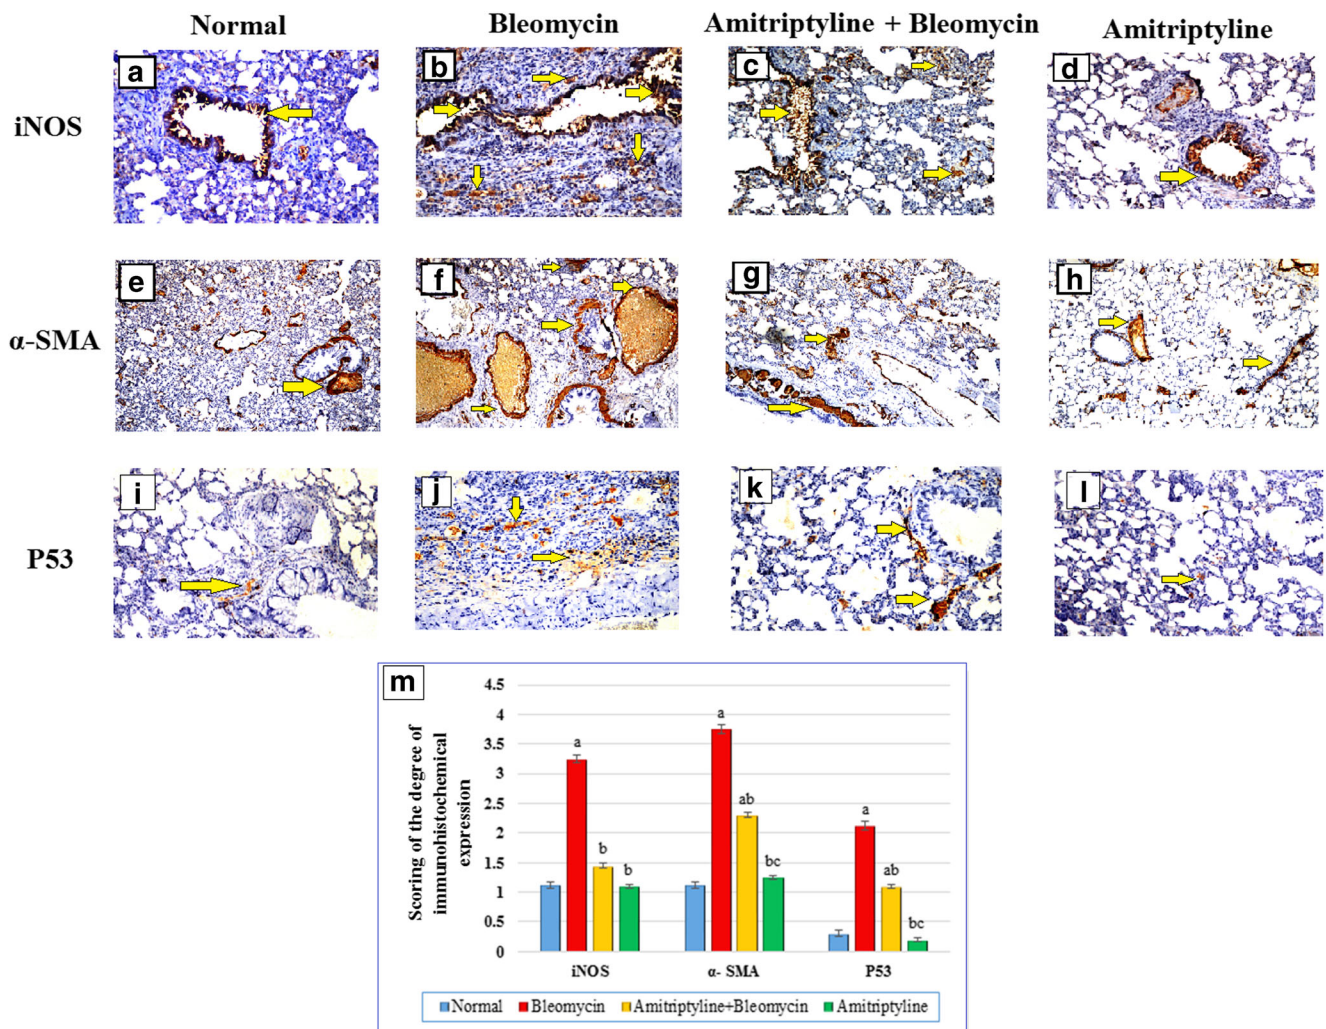 Normal Bleomycin Amitriptyline + Bleomycin Amitriptyline
iNOS a b c d
α-SMA e f g h
P53 i j k l
m
Scoring of the degree of
immunohistochemical
expression
4.5
4
3.5
3
2.5
2
1.5
1
0.5
0
a b b
a ab bc
a ab bc
iNOS α- SMA P53
Normal Bleomycin Amitriptyline+Bleomycin Amitriptyline